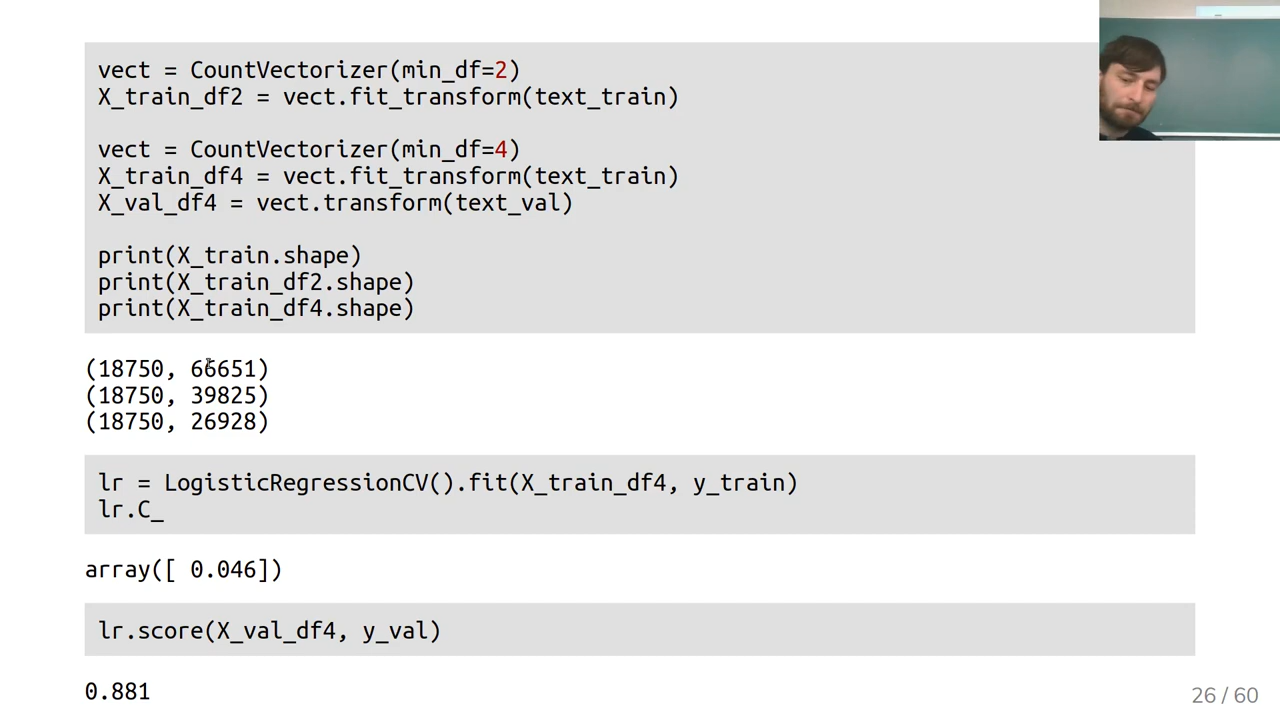 vect = CountVectorizer(min_df=2)
X_train_df2 = vect.fit_transform(text_train)
vect = CountVectorizer(min_df=4)
X_train_df4 = vect.fit_transform(text_train)
X_val_df4 = vect.transform(text_val)
print(X_train.shape)
print(X_train_df2.shape)
print(X_train_df4.shape)
(18750, 66651)
(18750, 39825)
(18750, 26928)
lr = LogisticRegressionCV().fit(X_train_df4, y_train)
lr.C_
array([ 0.046])
lr.score(X_val_df4, y_val)
0.881
26 / 60